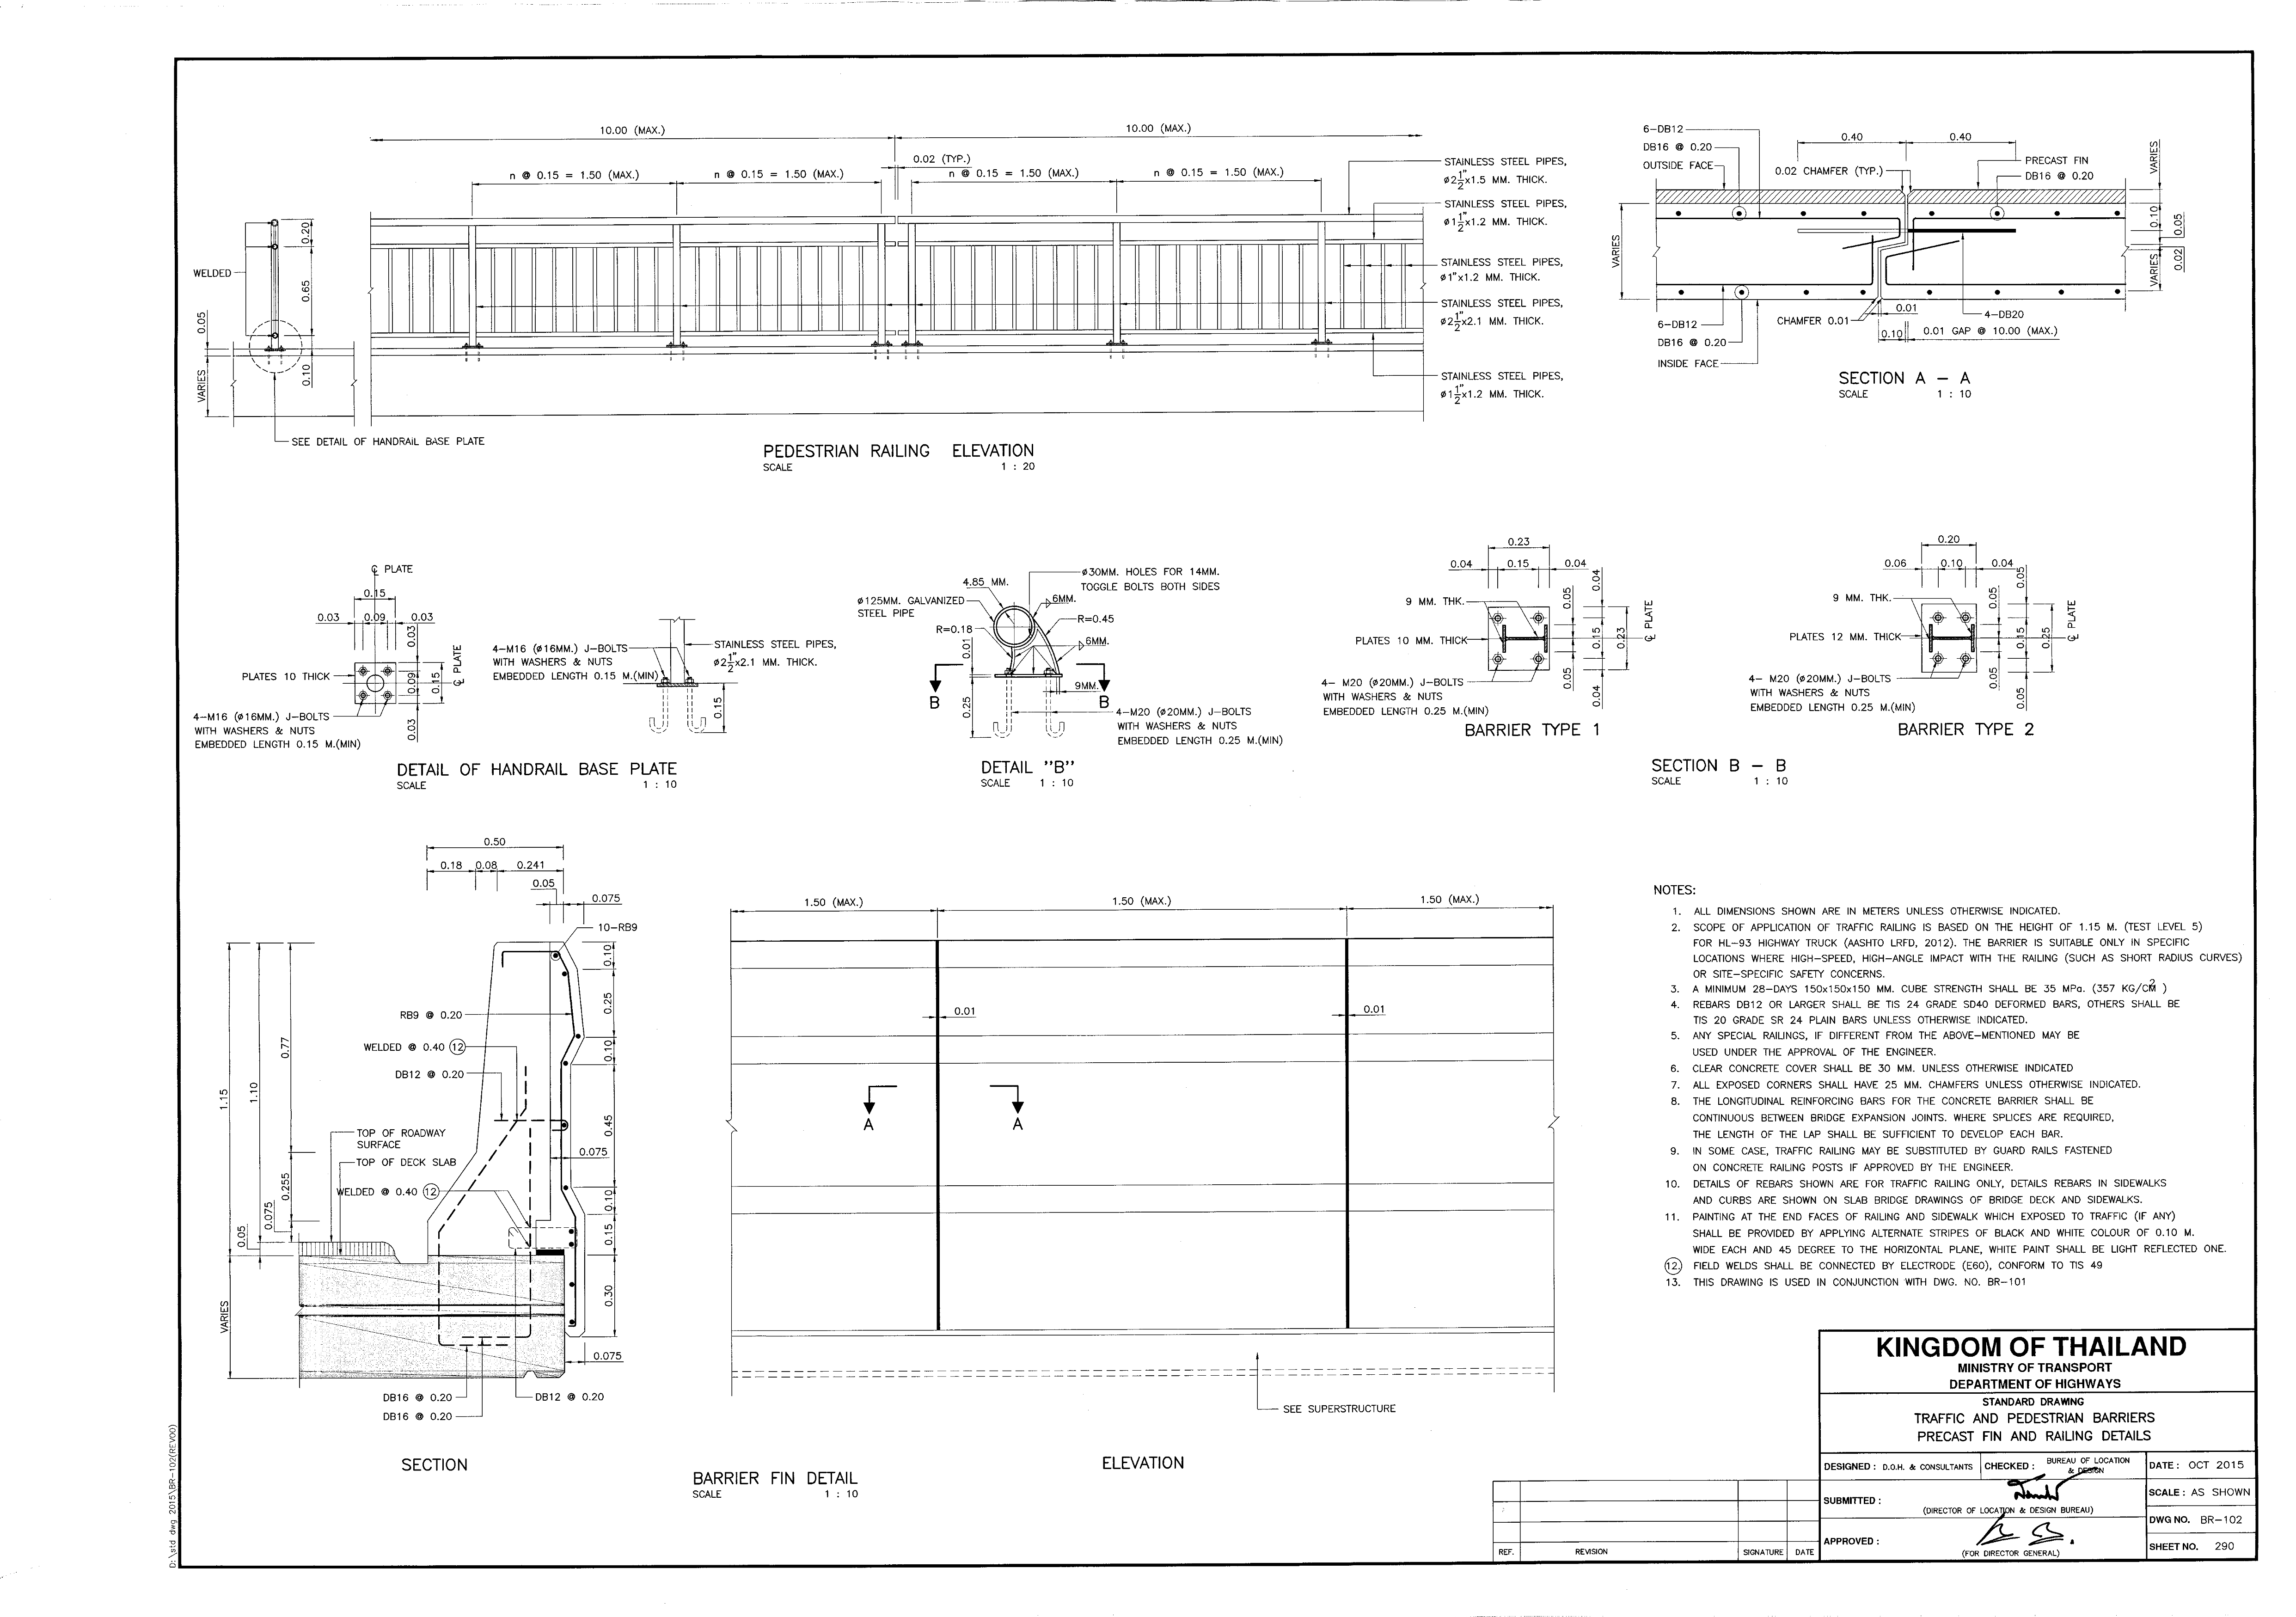 10.00 (MAX.)
10.00 (MAX.)
0.02 (TYP.)
n @ 0.15 = 1.50 (MAX.)
n @ 0.15 = 1.50 (MAX.)
n @ 0.15 = 1.50 (MAX.)
n @ 0.15 = 1.50 (MAX.)
STAINLESS STEEL PIPES,
ø2 1/2"x1.5 MM. THICK.
STAINLESS STEEL PIPES,
ø1 1/2"x1.2 MM. THICK.
STAINLESS STEEL PIPES,
ø1"x1.2 MM. THICK.
STAINLESS STEEL PIPES,
ø2 1/2"x2.1 MM. THICK.
STAINLESS STEEL PIPES,
ø1 1/2"x1.2 MM. THICK.
WELDED
0.20
0.65
0.10
0.05
VARIES
SEE DETAIL OF HANDRAIL BASE PLATE
PEDESTRIAN RAILING ELEVATION
SCALE 1 : 20
6-DB12
DB16 @ 0.20
OUTSIDE FACE
0.02 CHAMFER (TYP.)
0.40
0.40
PRECAST FIN
DB16 @ 0.20
VARIES
0.10
0.05
VARIES
0.02
VARIES
6-DB12
DB16 @ 0.20
INSIDE FACE
CHAMFER 0.01
0.01
4-DB20
0.10
0.01 GAP @ 10.00 (MAX.)
SECTION A - A
SCALE 1 : 10
℄ PLATE
0.15
0.03 0.09 0.03
0.03
0.09
0.03
0.15
℄ PLATE
PLATES 10 THICK
4-M16 (ø16MM.) J-BOLTS
WITH WASHERS & NUTS
EMBEDDED LENGTH 0.15 M.(MIN)
4-M16 (ø16MM.) J-BOLTS
WITH WASHERS & NUTS
EMBEDDED LENGTH 0.15 M.(MIN)
STAINLESS STEEL PIPES,
ø2 1/2"x2.1 MM. THICK.
0.15
DETAIL OF HANDRAIL BASE PLATE
SCALE 1 : 10
4.85 MM.
ø30MM. HOLES FOR 14MM.
TOGGLE BOLTS BOTH SIDES
ø125MM. GALVANIZED
STEEL PIPE
6MM.
R=0.18
R=0.45
6MM.
0.01
0.25
9MM.
B
B
4-M20 (ø20MM.) J-BOLTS
WITH WASHERS & NUTS
EMBEDDED LENGTH 0.25 M.(MIN)
DETAIL "B"
SCALE 1 : 10
0.23
0.04 0.15 0.04
9 MM. THK.
PLATES 10 MM. THICK
0.05
0.05
0.04
0.15
0.04
0.23
℄ PLATE
4- M20 (ø20MM.) J-BOLTS
WITH WASHERS & NUTS
EMBEDDED LENGTH 0.25 M.(MIN)
BARRIER TYPE 1
0.20
0.06 0.10 0.04
9 MM. THK.
PLATES 12 MM. THICK
0.05
0.05
0.05
0.15
0.05
0.25
℄ PLATE
4- M20 (ø20MM.) J-BOLTS
WITH WASHERS & NUTS
EMBEDDED LENGTH 0.25 M.(MIN)
BARRIER TYPE 2
SECTION B - B
SCALE 1 : 10
0.50
0.18 0.08 0.241
0.05
0.075
10-RB9
RB9 @ 0.20
WELDED @ 0.40 (12)
DB12 @ 0.20
TOP OF ROADWAY
SURFACE
TOP OF DECK SLAB
WELDED @ 0.40 (12)
1.15
1.10
0.77
0.255
0.075
0.05
VARIES
0.10
0.25
0.10
0.45
0.075
0.10
0.15
0.30
0.075
DB16 @ 0.20
DB12 @ 0.20
DB16 @ 0.20
SECTION
BARRIER FIN DETAIL
SCALE 1 : 10
1.50 (MAX.)
1.50 (MAX.)
1.50 (MAX.)
0.01
0.01
A
A
SEE SUPERSTRUCTURE
ELEVATION
NOTES:
1. ALL DIMENSIONS SHOWN ARE IN METERS UNLESS OTHERWISE INDICATED.
2. SCOPE OF APPLICATION OF TRAFFIC RAILING IS BASED ON THE HEIGHT OF 1.15 M. (TEST LEVEL 5)
FOR HL-93 HIGHWAY TRUCK (AASHTO LRFD, 2012). THE BARRIER IS SUITABLE ONLY IN SPECIFIC
LOCATIONS WHERE HIGH-SPEED, HIGH-ANGLE IMPACT WITH THE RAILING (SUCH AS SHORT RADIUS CURVES)
OR SITE-SPECIFIC SAFETY CONCERNS.
3. A MINIMUM 28-DAYS 150x150x150 MM. CUBE STRENGTH SHALL BE 35 MPa. (357 KG/CM²)
4. REBARS DB12 OR LARGER SHALL BE TIS 24 GRADE SD40 DEFORMED BARS, OTHERS SHALL BE
TIS 20 GRADE SR 24 PLAIN BARS UNLESS OTHERWISE INDICATED.
5. ANY SPECIAL RAILINGS, IF DIFFERENT FROM THE ABOVE-MENTIONED MAY BE
USED UNDER THE APPROVAL OF THE ENGINEER.
6. CLEAR CONCRETE COVER SHALL BE 30 MM. UNLESS OTHERWISE INDICATED
7. ALL EXPOSED CORNERS SHALL HAVE 25 MM. CHAMFERS UNLESS OTHERWISE INDICATED.
8. THE LONGITUDINAL REINFORCING BARS FOR THE CONCRETE BARRIER SHALL BE
CONTINUOUS BETWEEN BRIDGE EXPANSION JOINTS. WHERE SPLICES ARE REQUIRED,
THE LENGTH OF THE LAP SHALL BE SUFFICIENT TO DEVELOP EACH BAR.
9. IN SOME CASE, TRAFFIC RAILING MAY BE SUBSTITUTED BY GUARD RAILS FASTENED
ON CONCRETE RAILING POSTS IF APPROVED BY THE ENGINEER.
10. DETAILS OF REBARS SHOWN ARE FOR TRAFFIC RAILING ONLY, DETAILS REBARS IN SIDEWALKS
AND CURBS ARE SHOWN ON SLAB BRIDGE DRAWINGS OF BRIDGE DECK AND SIDEWALKS.
11. PAINTING AT THE END FACES OF RAILING AND SIDEWALK WHICH EXPOSED TO TRAFFIC (IF ANY)
SHALL BE PROVIDED BY APPLYING ALTERNATE STRIPES OF BLACK AND WHITE COLOUR OF 0.10 M.
WIDE EACH AND 45 DEGREE TO THE HORIZONTAL PLANE, WHITE PAINT SHALL BE LIGHT REFLECTED ONE.
(12) FIELD WELDS SHALL BE CONNECTED BY ELECTRODE (E60), CONFORM TO TIS 49
13. THIS DRAWING IS USED IN CONJUNCTION WITH DWG. NO. BR-101
KINGDOM OF THAILAND
MINISTRY OF TRANSPORT
DEPARTMENT OF HIGHWAYS
STANDARD DRAWING
TRAFFIC AND PEDESTRIAN BARRIERS
PRECAST FIN AND RAILING DETAILS
DESIGNED : D.O.H. & CONSULTANTS
CHECKED : BUREAU OF LOCATION
& DESIGN
DATE : OCT 2015
SUBMITTED :
(DIRECTOR OF LOCATION & DESIGN BUREAU)
SCALE : AS SHOWN
DWG NO. BR-102
APPROVED :
(FOR DIRECTOR GENERAL)
SHEET NO. 290
REF. REVISION SIGNATURE DATE
D:\std dwg 2015\BR-102(REV00)